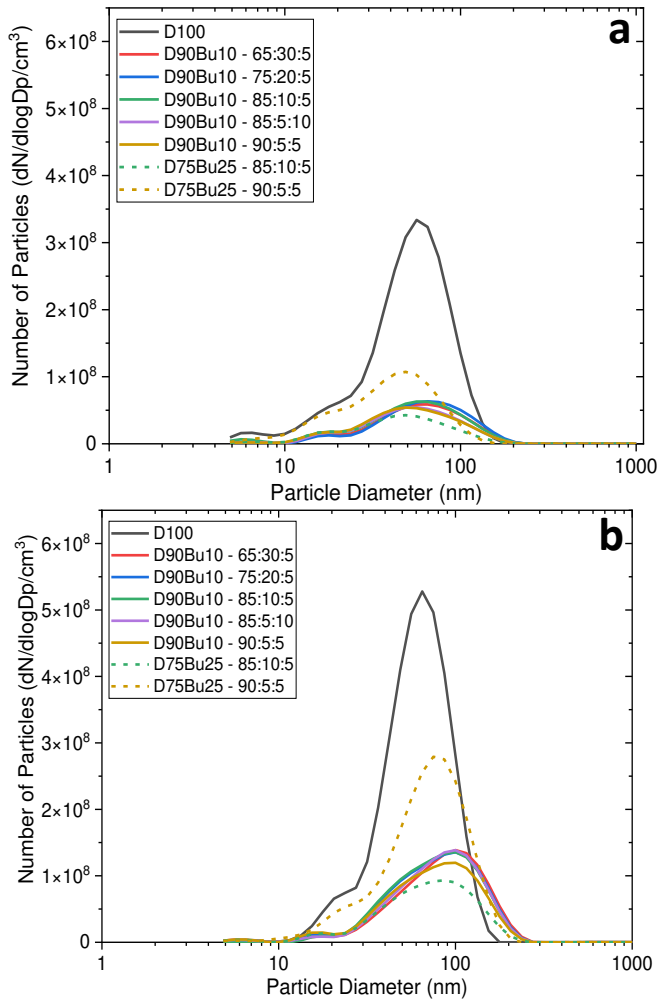 a
D100
D90Bu10 - 65:30:5
D90Bu10 - 75:20:5
D90Bu10 - 85:10:5
D90Bu10 - 85:5:10
D90Bu10 - 90:5:5
D75Bu25 - 85:10:5
D75Bu25 - 90:5:5
Number of Particles (dN/dlogDp/cm³)
6×10⁸
5×10⁸
4×10⁸
3×10⁸
2×10⁸
1×10⁸
0
1 10 100 1000
Particle Diameter (nm)
b
D100
D90Bu10 - 65:30:5
D90Bu10 - 75:20:5
D90Bu10 - 85:10:5
D90Bu10 - 85:5:10
D90Bu10 - 90:5:5
D75Bu25 - 85:10:5
D75Bu25 - 90:5:5
Number of Particles (dN/dlogDp/cm³)
6×10⁸
5×10⁸
4×10⁸
3×10⁸
2×10⁸
1×10⁸
0
1 10 100 1000
Particle Diameter (nm)